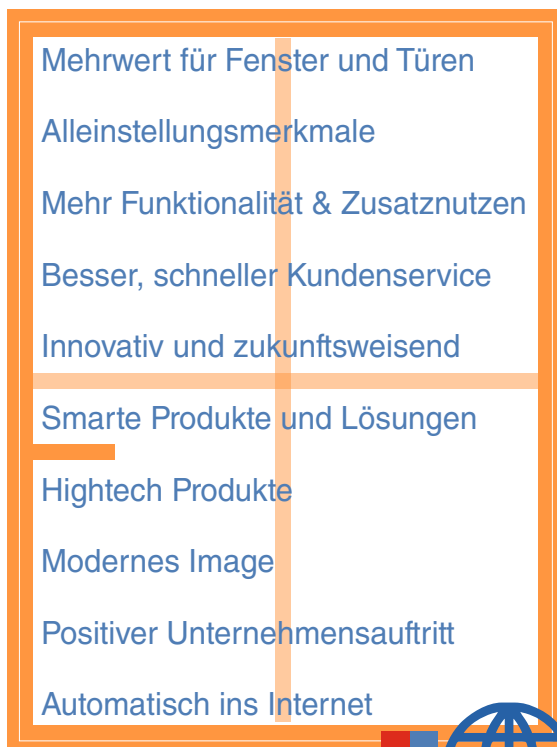 Mehrwert für Fenster und Türen
Alleinstellungsmerkmale
Mehr Funktionalität & Zusatznutzen
Besser, schneller Kundenservice
Innovativ und zukunftsweisend
Smarte Produkte und Lösungen
Hightech Produkte
Modernes Image
Positiver Unternehmensauftritt
Automatisch ins Internet